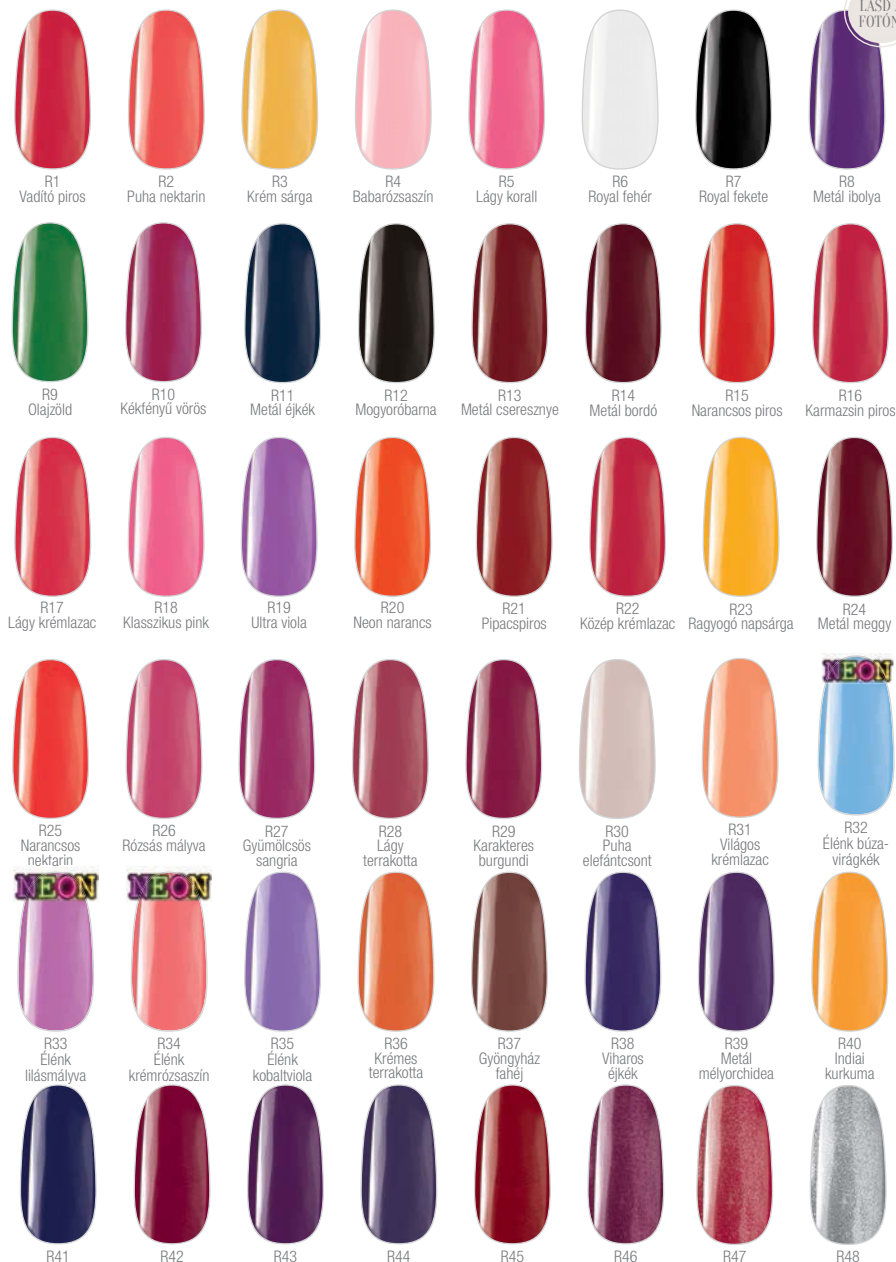 LÁSD A
FOTÓN
R1
Vadító piros
R2
Puha nektarin
R3
Krém sárga
R4
Babarózsaszín
R5
Lágy korall
R6
Royal fehér
R7
Royal fekete
R8
Metál ibolya
R9
Olajzöld
R10
Kékfényű vörös
R11
Metál éjkék
R12
Mogyoróbarna
R13
Metál cseresznye
R14
Metál bordó
R15
Narancsos piros
R16
Karmazsin piros
R17
Lágy krémlazac
R18
Klasszikus pink
R19
Ultra viola
R20
Neon narancs
R21
Pipacspiros
R22
Közép krémlazac
R23
Ragyogó napsárga
R24
Metál meggy
R25
Narancsos
nektarin
R26
Rózsás mályva
R27
Gyümölcsös
sangria
R28
Lágy
terrakotta
R29
Karakteres
burgundi
R30
Puha
elefántcsont
R31
Világos
krémlazac
NEON
R32
Élénk búza-
virágkék
NEON
R33
Élénk
lilásmályva
NEON
R34
Élénk
krémrózsaszín
R35
Élénk
kobaltviola
R36
Krémes
terrakotta
R37
Gyöngyház
fahéj
R38
Viharos
éjkék
R39
Metál
mélyorchidea
R40
Indiai
kurkuma
R41
R42
R43
R44
R45
R46
R47
R48